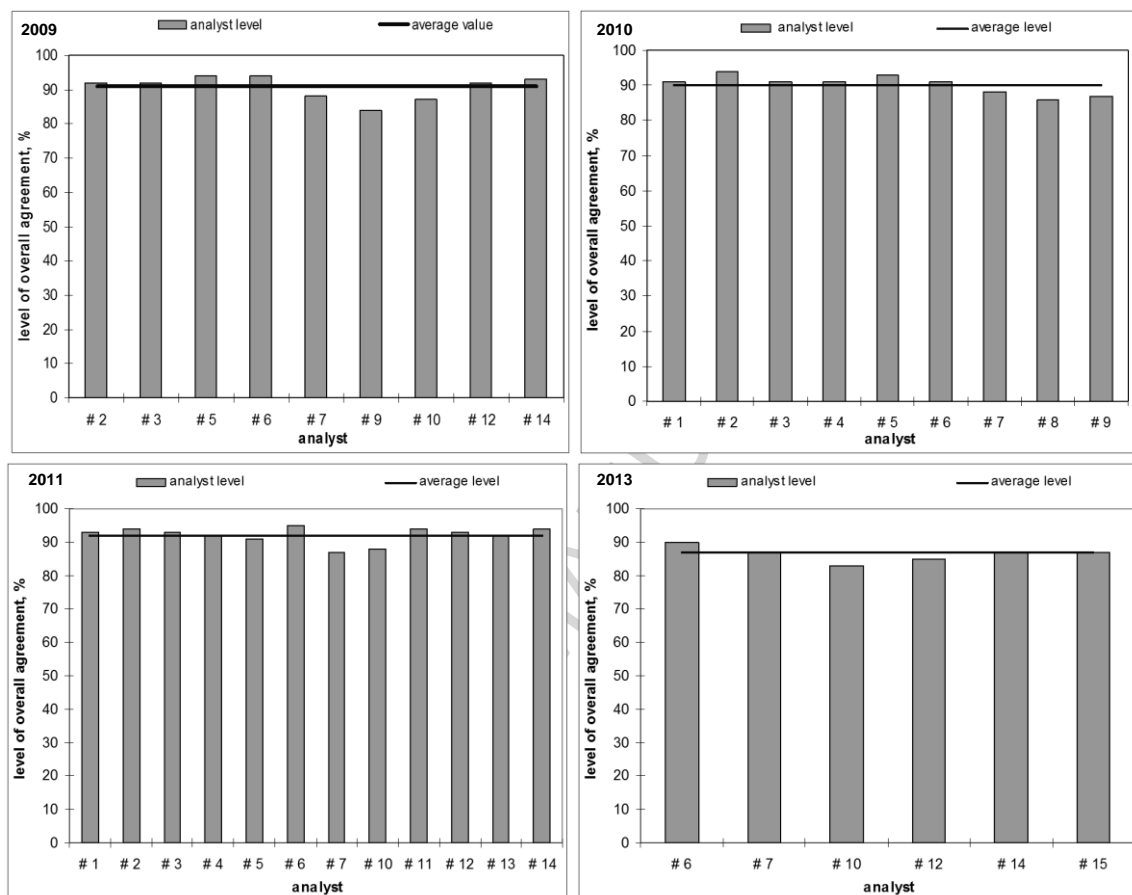 2009 analyst level average value
level of overall agreement, %
100
90
80
70
60
50
40
30
20
10
0
# 2 # 3 # 5 # 6 # 7 # 9 # 10 # 12 # 14
analyst
2010 analyst level average level
level of overall agreement, %
100
90
80
70
60
50
40
30
20
10
0
# 1 # 2 # 3 # 4 # 5 # 6 # 7 # 8 # 9
analyst
2011 analyst level average level
level of overall agreement, %
100
90
80
70
60
50
40
30
20
10
0
# 1 # 2 # 3 # 4 # 5 # 6 # 7 # 10 # 11 # 12 # 13 # 14
analyst
2013 analyst level average level
level of overall agreement, %
100
90
80
70
60
50
40
30
20
10
0
# 6 # 7 # 10 # 12 # 14 # 15
analyst